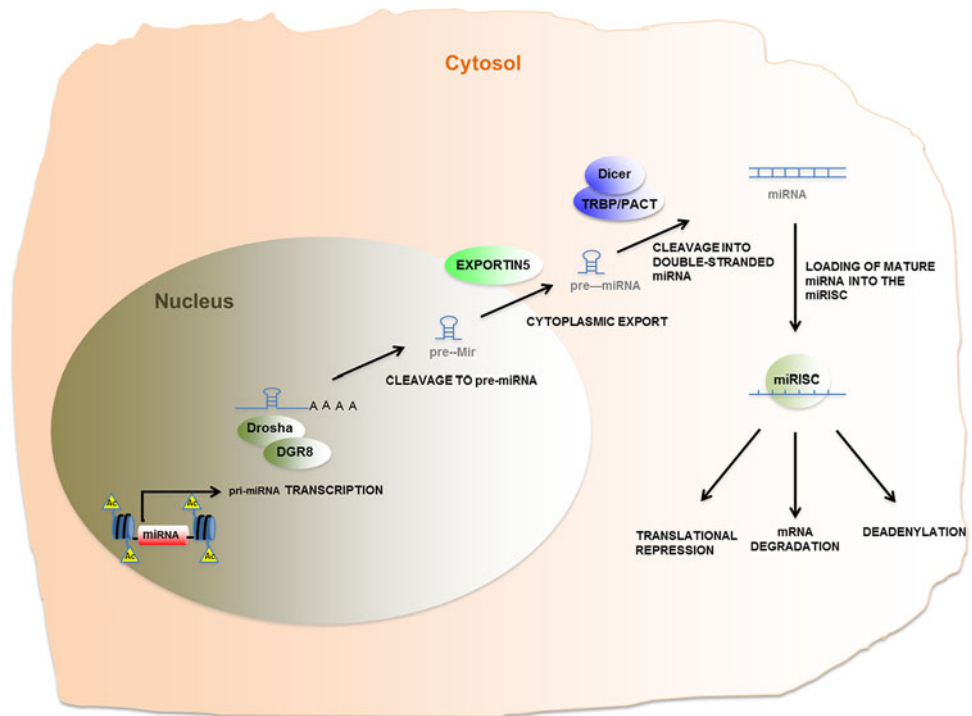 Cytosol
Dicer
TRBP/PACT
miRNA
EXPORTIN5
pre—miRNA
CLEAVAGE INTO
DOUBLE-STRANDED
miRNA
LOADING OF MATURE
miRNA INTO THE
miRISC
Nucleus
CYTOPLASMIC EXPORT
pre--Mir
CLEAVAGE TO pre-miRNA
miRISC
AAAA
Drosha
DGR8
pri-miRNA TRANSCRIPTION
Ac
Ac
miRNA
Ac
Ac
TRANSLATIONAL
REPRESSION
mRNA
DEGRADATION
DEADENYLATION